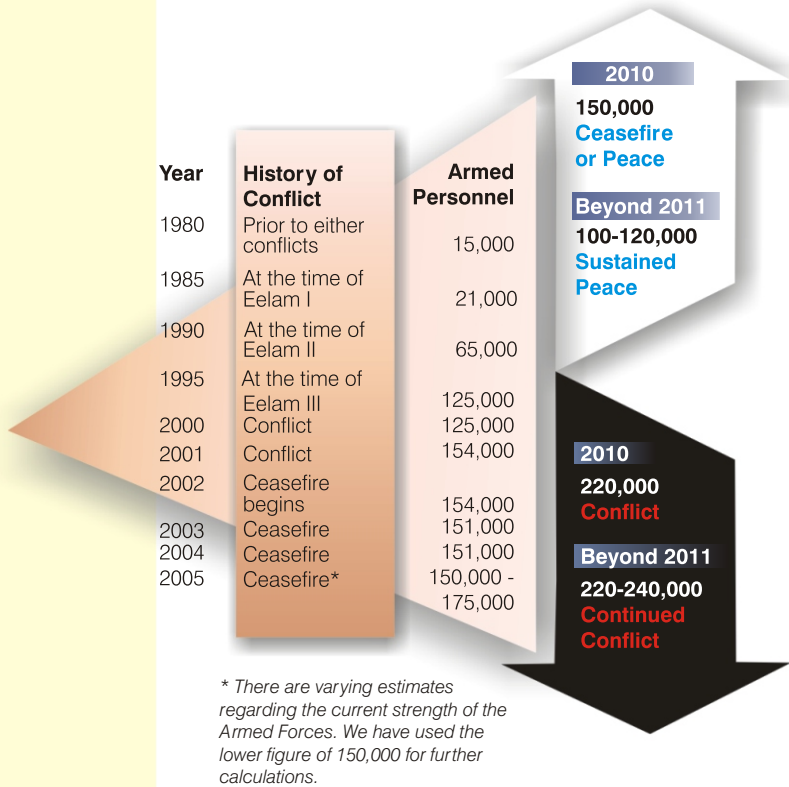 Year History of Conflict Armed Personnel
1980 Prior to either conflicts 15,000
1985 At the time of Eelam I 21,000
1990 At the time of Eelam II 65,000
1995 At the time of Eelam III 125,000
2000 Conflict 125,000
2001 Conflict 154,000
2002 Ceasefire begins 154,000
2003 Ceasefire 151,000
2004 Ceasefire 151,000
2005 Ceasefire* 150,000 - 175,000
* There are varying estimates
regarding the current strength of the
Armed Forces. We have used the
lower figure of 150,000 for further
calculations.
2010
150,000
Ceasefire
or Peace
Beyond 2011
100-120,000
Sustained
Peace
2010
220,000
Conflict
Beyond 2011
220-240,000
Continued
Conflict